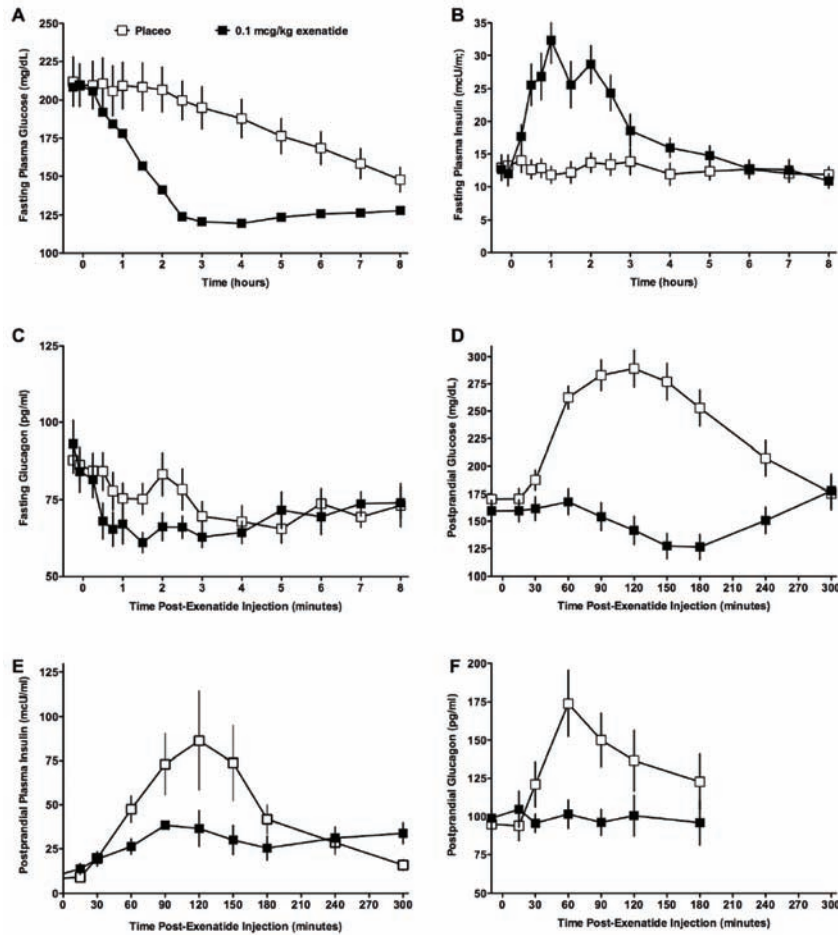 A
Placeo
0.1 mcg/kg exenatide
Fasting Plasma Glucose (mg/dL)
250
225
200
175
150
125
100
0 1 2 3 4 5 6 7 8
Time (hours)
B
Fasting Plasma Insulin (mcU/m;)
35
30
25
20
15
10
5
0
0 1 2 3 4 5 6 7 8
Time (hours)
C
Fasting Glucagon (pg/ml)
125
100
75
50
0 1 2 3 4 5 6 7 8
Time Post-Exenatide Injection (minutes)
D
Postprandial Glucose (mg/dL)
300
275
250
225
200
175
150
125
100
0 30 60 90 120 150 180 210 240 270 300
Time Post-Exenatide Injection (minutes)
E
Postprandial Plasma Insulin (mcU/ml)
125
100
75
50
25
0
0 30 60 90 120 150 180 210 240 270 300
Time Post-Exenatide Injection (minutes)
F
Postprandial Glucagon (pg/ml)
200
175
150
125
100
75
50
0 30 60 90 120 150 180 210 240 270 300
Time Post-Exenatide Injection (minutes)